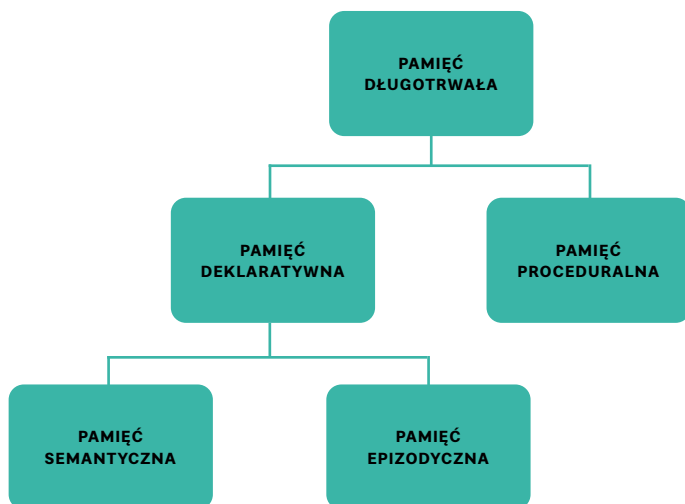 PAMIĘĆ
DŁUGOTRWAŁA
PAMIĘĆ
DEKLARATYWNA
PAMIĘĆ
PROCEDURALNA
PAMIĘĆ
SEMANTYCZNA
PAMIĘĆ
EPIZODYCZNA